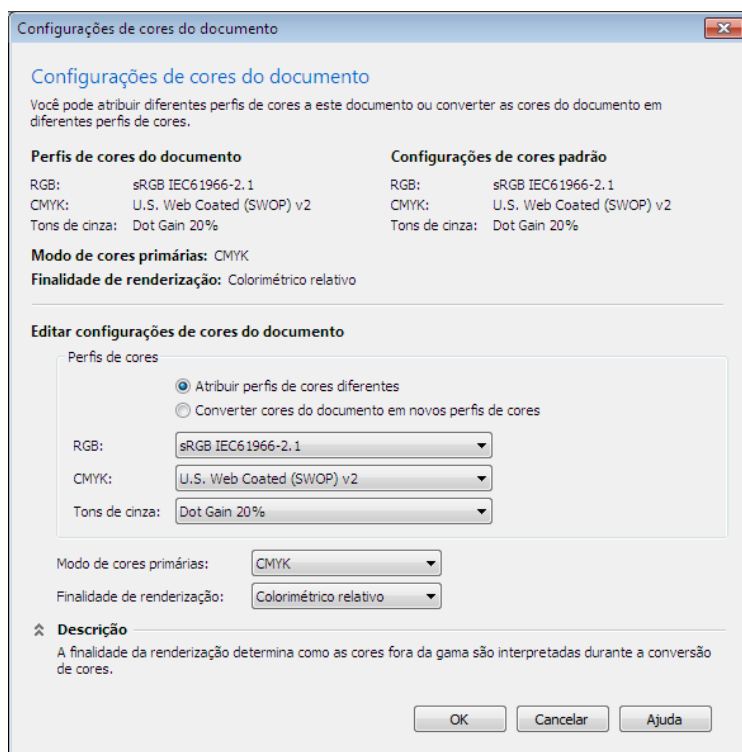 Configurações de cores do documento
Configurações de cores do documento
Você pode atribuir diferentes perfis de cores a este documento ou converter as cores do documento em
diferentes perfis de cores.
Perfis de cores do documento
RGB: sRGB IEC61966-2.1
CMYK: U.S. Web Coated (SWOP) v2
Tons de cinza: Dot Gain 20%
Configurações de cores padrão
RGB: sRGB IEC61966-2.1
CMYK: U.S. Web Coated (SWOP) v2
Tons de cinza: Dot Gain 20%
Modo de cores primárias: CMYK
Finalidade de renderização: Colorimétrico relativo
Editar configurações de cores do documento
Perfis de cores
Atribuir perfis de cores diferentes
Converter cores do documento em novos perfis de cores
RGB: sRGB IEC61966-2.1
CMYK: U.S. Web Coated (SWOP) v2
Tons de cinza: Dot Gain 20%
Modo de cores primárias: CMYK
Finalidade de renderização: Colorimétrico relativo
Descrição
A finalidade da renderização determina como as cores fora da gama são interpretadas durante a conversão
de cores.
OK Cancelar Ajuda